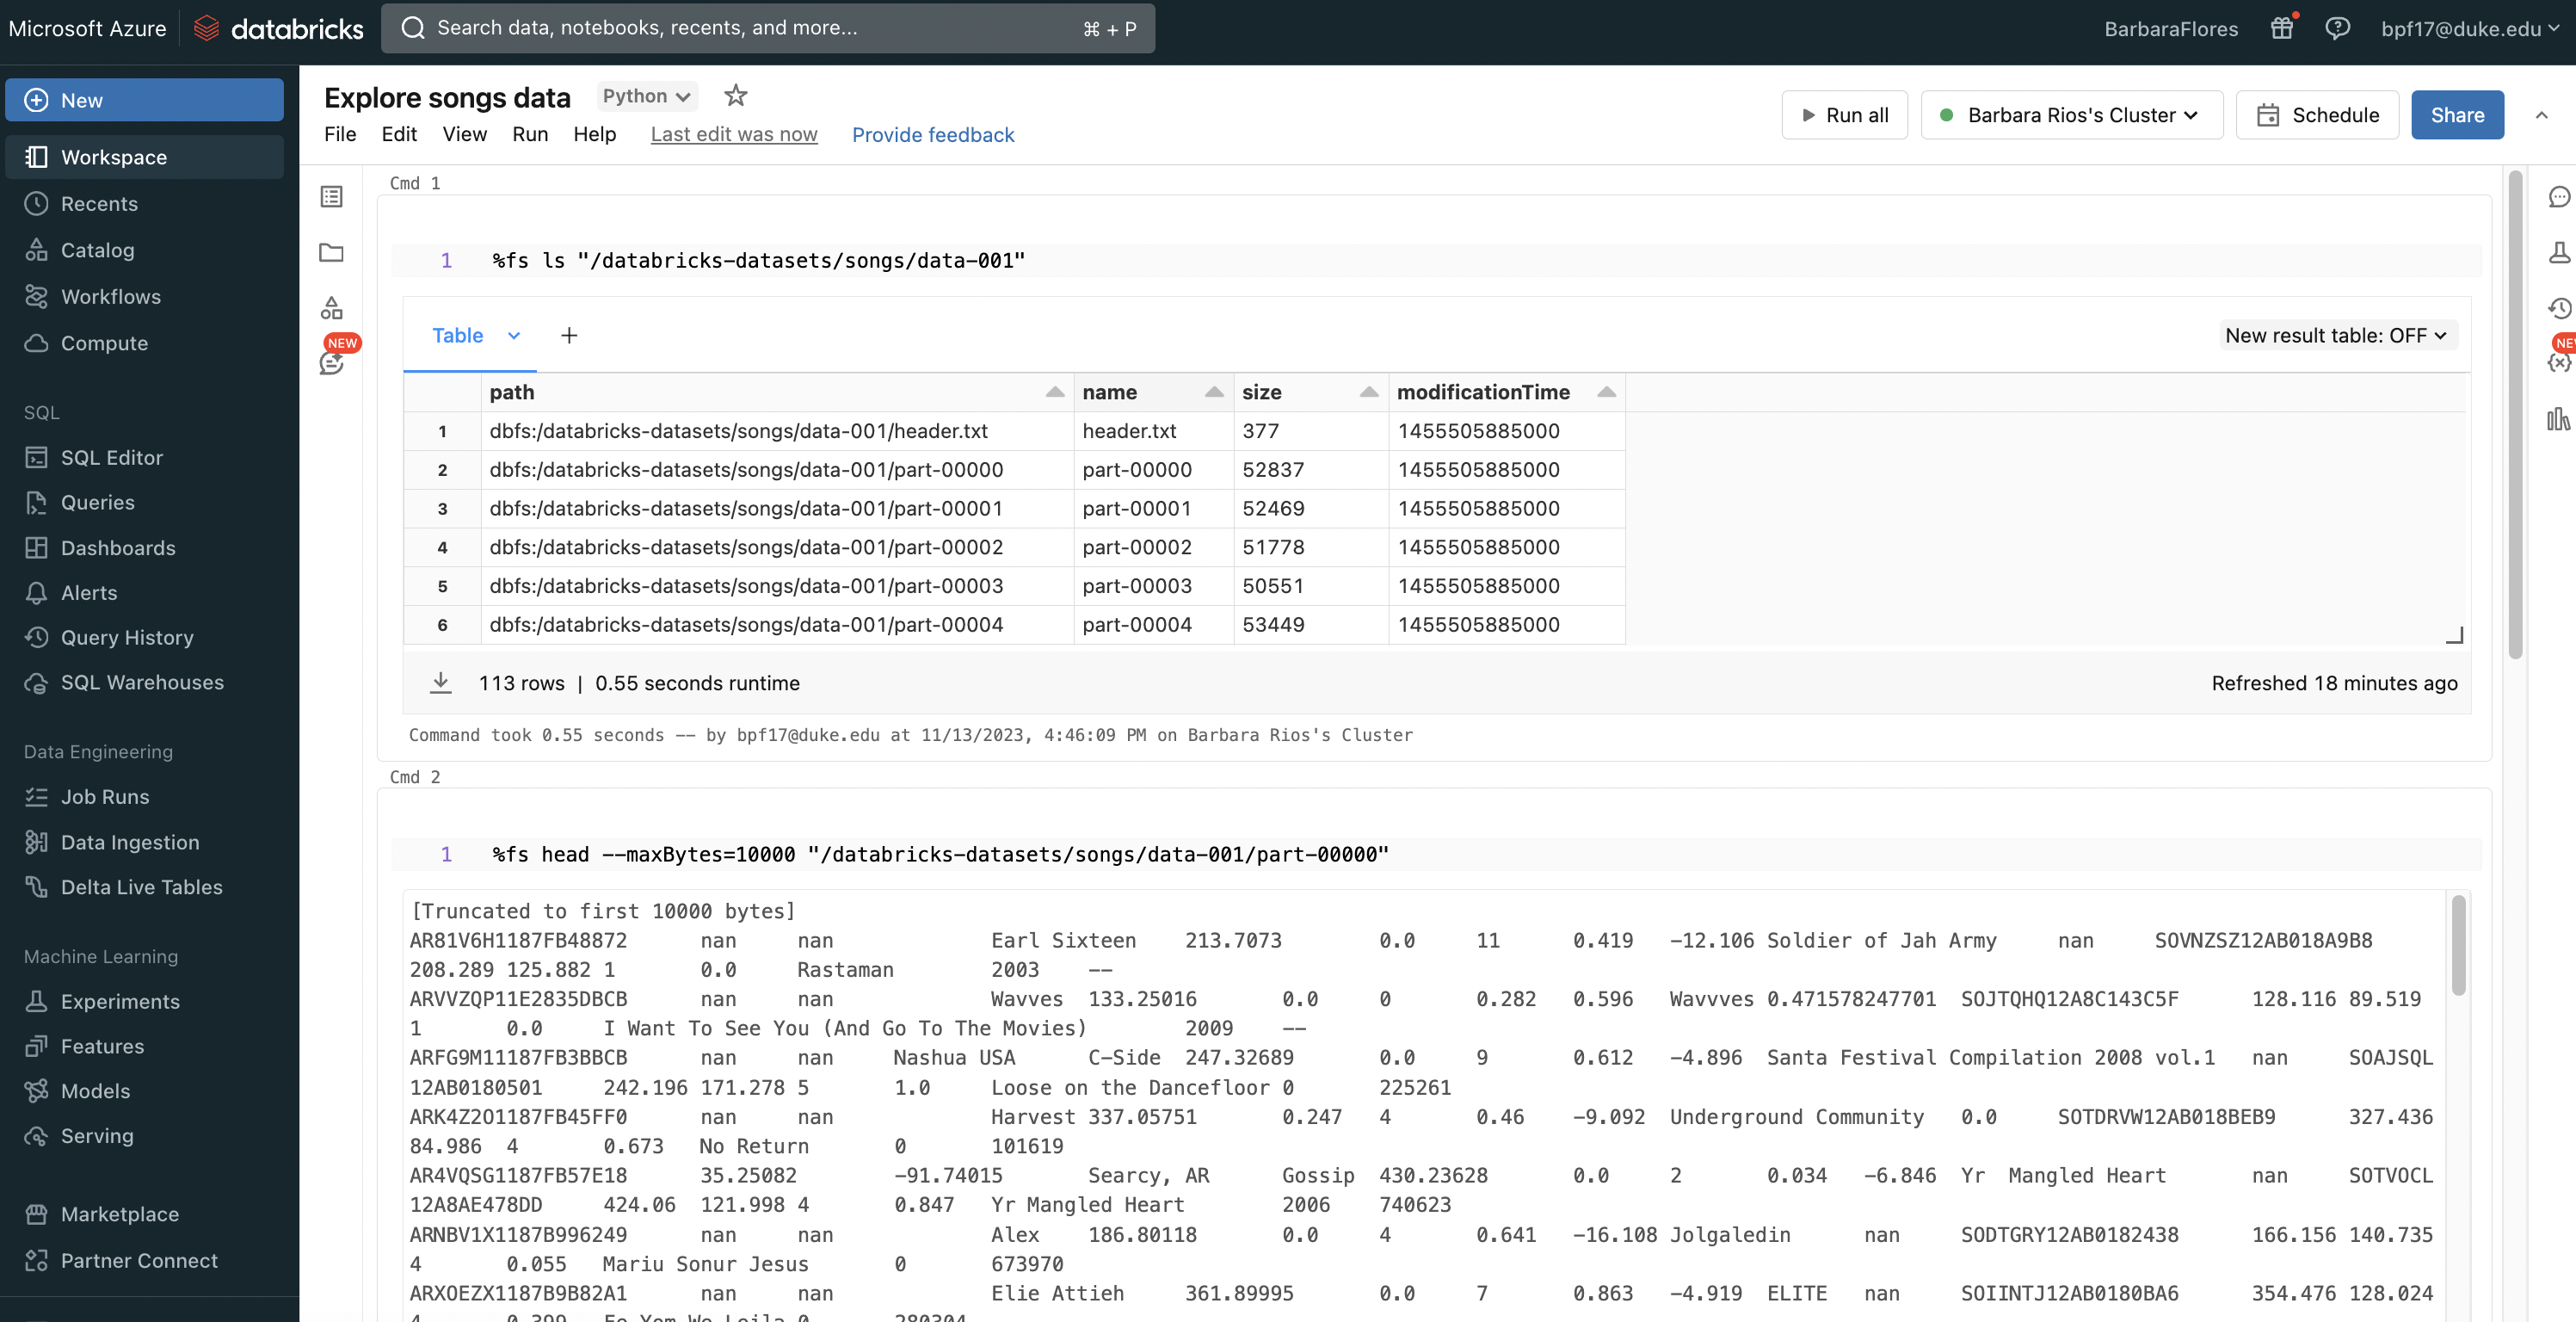 Microsoft Azure databricks Search data, notebooks, recents, and more... ⌘ + P BarbaraFlores bpf17@duke.edu
New
Workspace
Recents
Catalog
Workflows
Compute
SQL
SQL Editor
Queries
Dashboards
Alerts
Query History
SQL Warehouses
Data Engineering
Job Runs
Data Ingestion
Delta Live Tables
Machine Learning
Experiments
Features
Models
Serving
Marketplace
Partner Connect
Explore songs data Python
File Edit View Run Help Last edit was now Provide feedback
Run all Barbara Rios's Cluster Schedule Share
NEW
Cmd 1
1 %fs ls "/databricks-datasets/songs/data-001"
Table + New result table: OFF
path name size modificationTime
1 dbfs:/databricks-datasets/songs/data-001/header.txt header.txt 377 1455505885000
2 dbfs:/databricks-datasets/songs/data-001/part-00000 part-00000 52837 1455505885000
3 dbfs:/databricks-datasets/songs/data-001/part-00001 part-00001 52469 1455505885000
4 dbfs:/databricks-datasets/songs/data-001/part-00002 part-00002 51778 1455505885000
5 dbfs:/databricks-datasets/songs/data-001/part-00003 part-00003 50551 1455505885000
6 dbfs:/databricks-datasets/songs/data-001/part-00004 part-00004 53449 1455505885000
113 rows | 0.55 seconds runtime Refreshed 18 minutes ago
Command took 0.55 seconds -- by bpf17@duke.edu at 11/13/2023, 4:46:09 PM on Barbara Rios's Cluster
Cmd 2
1 %fs head --maxBytes=10000 "/databricks-datasets/songs/data-001/part-00000"
[Truncated to first 10000 bytes]
AR81V6H1187FB48872 nan nan Earl Sixteen 213.7073 0.0 11 0.419 -12.106 Soldier of Jah Army nan SOVNZSZ12AB018A9B8
208.289 125.882 1 0.0 Rastaman 2003 --
ARVVZQP11E2835DBCB nan nan Wavves 133.25016 0.0 0 0.282 0.596 Wavvves 0.471578247701 SOJTQHQ12A8C143C5F 128.116 89.519
1 0.0 I Want To See You (And Go To The Movies) 2009 --
ARFG9M11187FB3BBCB nan nan Nashua USA C-Side 247.32689 0.0 9 0.612 -4.896 Santa Festival Compilation 2008 vol.1 nan SOAJSQL
12AB0180501 242.196 171.278 5 1.0 Loose on the Dancefloor 0 225261
ARK4Z2O1187FB45FF0 nan nan Harvest 337.05751 0.247 4 0.46 -9.092 Underground Community 0.0 SOTDRVW12AB018BEB9 327.436
84.986 4 0.673 No Return 0 101619
AR4VQSG1187FB57E18 35.25082 -91.74015 Searcy, AR Gossip 430.23628 0.0 2 0.034 -6.846 Yr Mangled Heart nan SOTVOCL
12A8AE478DD 424.06 121.998 4 0.847 Yr Mangled Heart 2006 740623
ARNBV1X1187B996249 nan nan Alex 186.80118 0.0 4 0.641 -16.108 Jolgaledin nan SODTGRY12AB0182438 166.156 140.735
4 0.055 Mariu Sonur Jesus 0 673970
ARXOEZX1187B9B82A1 nan nan Elie Attieh 361.89995 0.0 7 0.863 -4.919 ELITE nan SOIINTJ12AB0180BA6 354.476 128.024